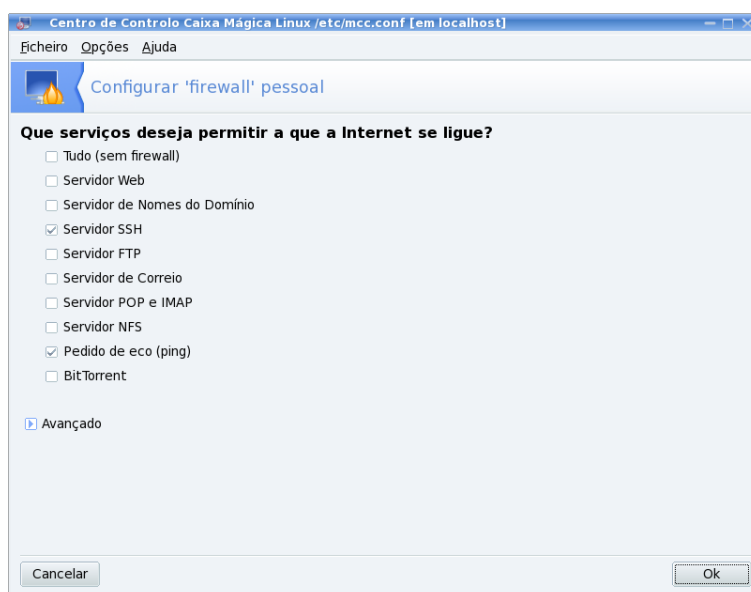 Centro de Controlo Caixa Mágica Linux /etc/mcc.conf [em localhost]
Ficheiro Opções Ajuda
Configurar 'firewall' pessoal
Que serviços deseja permitir a que a Internet se ligue?
Tudo (sem firewall)
Servidor Web
Servidor de Nomes do Domínio
Servidor SSH
Servidor FTP
Servidor de Correio
Servidor POP e IMAP
Servidor NFS
Pedido de eco (ping)
BitTorrent
Avançado
Cancelar Ok